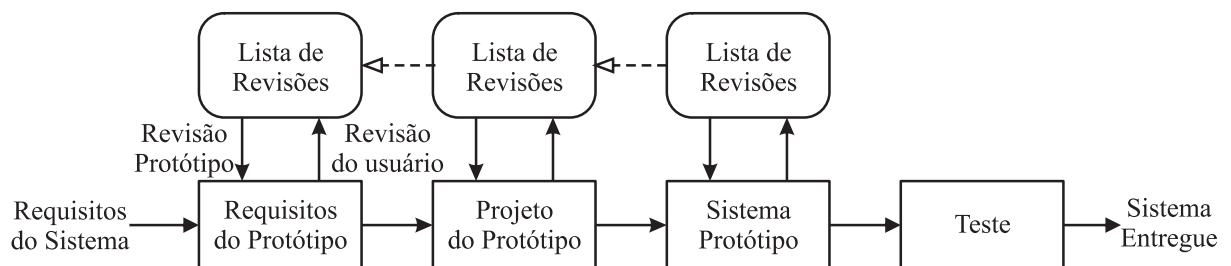 Lista de
Revisões
Lista de
Revisões
Lista de
Revisões
Revisão
Protótipo
Revisão
do usuário
Requisitos
do Sistema
Requisitos
do Protótipo
Projeto
do Protótipo
Sistema
Protótipo
Teste
Sistema
Entregue